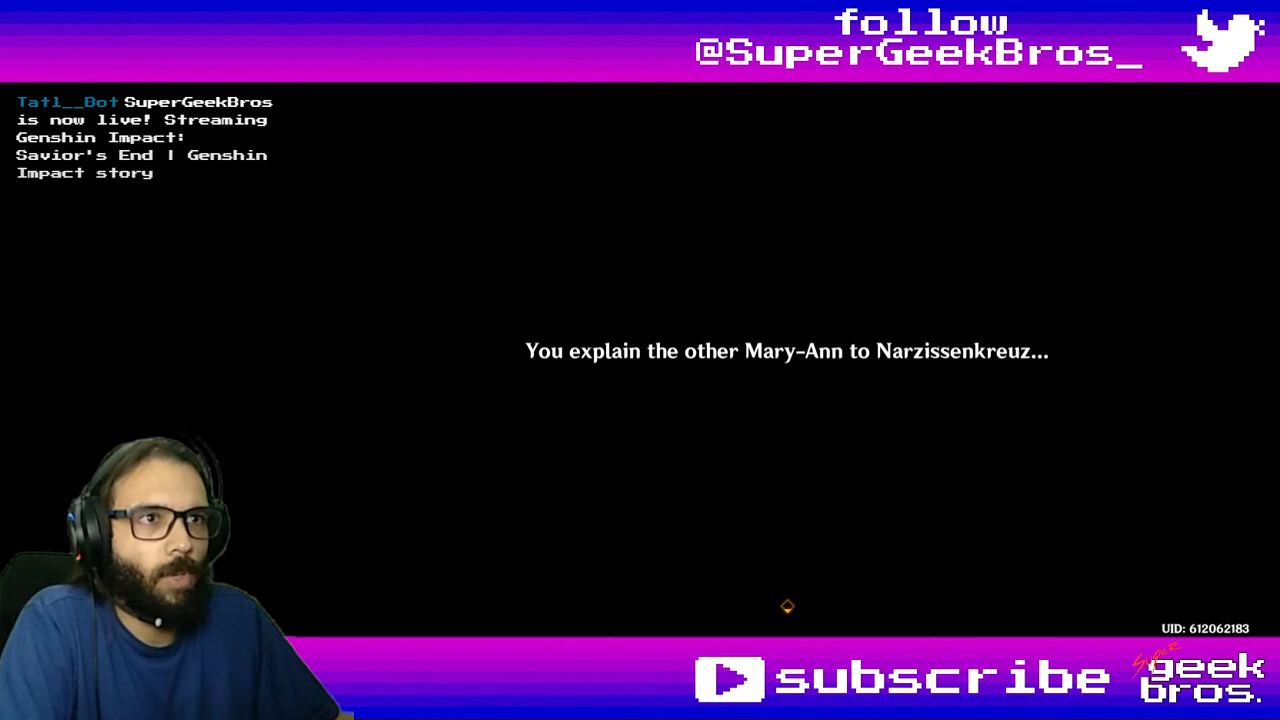 follow
@SuperGeekBros_
Tatl__Bot SuperGeekBros
is now live! Streaming
Genshin Impact:
Savior's End | Genshin
Impact story
You explain the other Mary-Ann to Narzissenkreuz...
UID: 612062183
subscribe
SUPER
geek
bros.